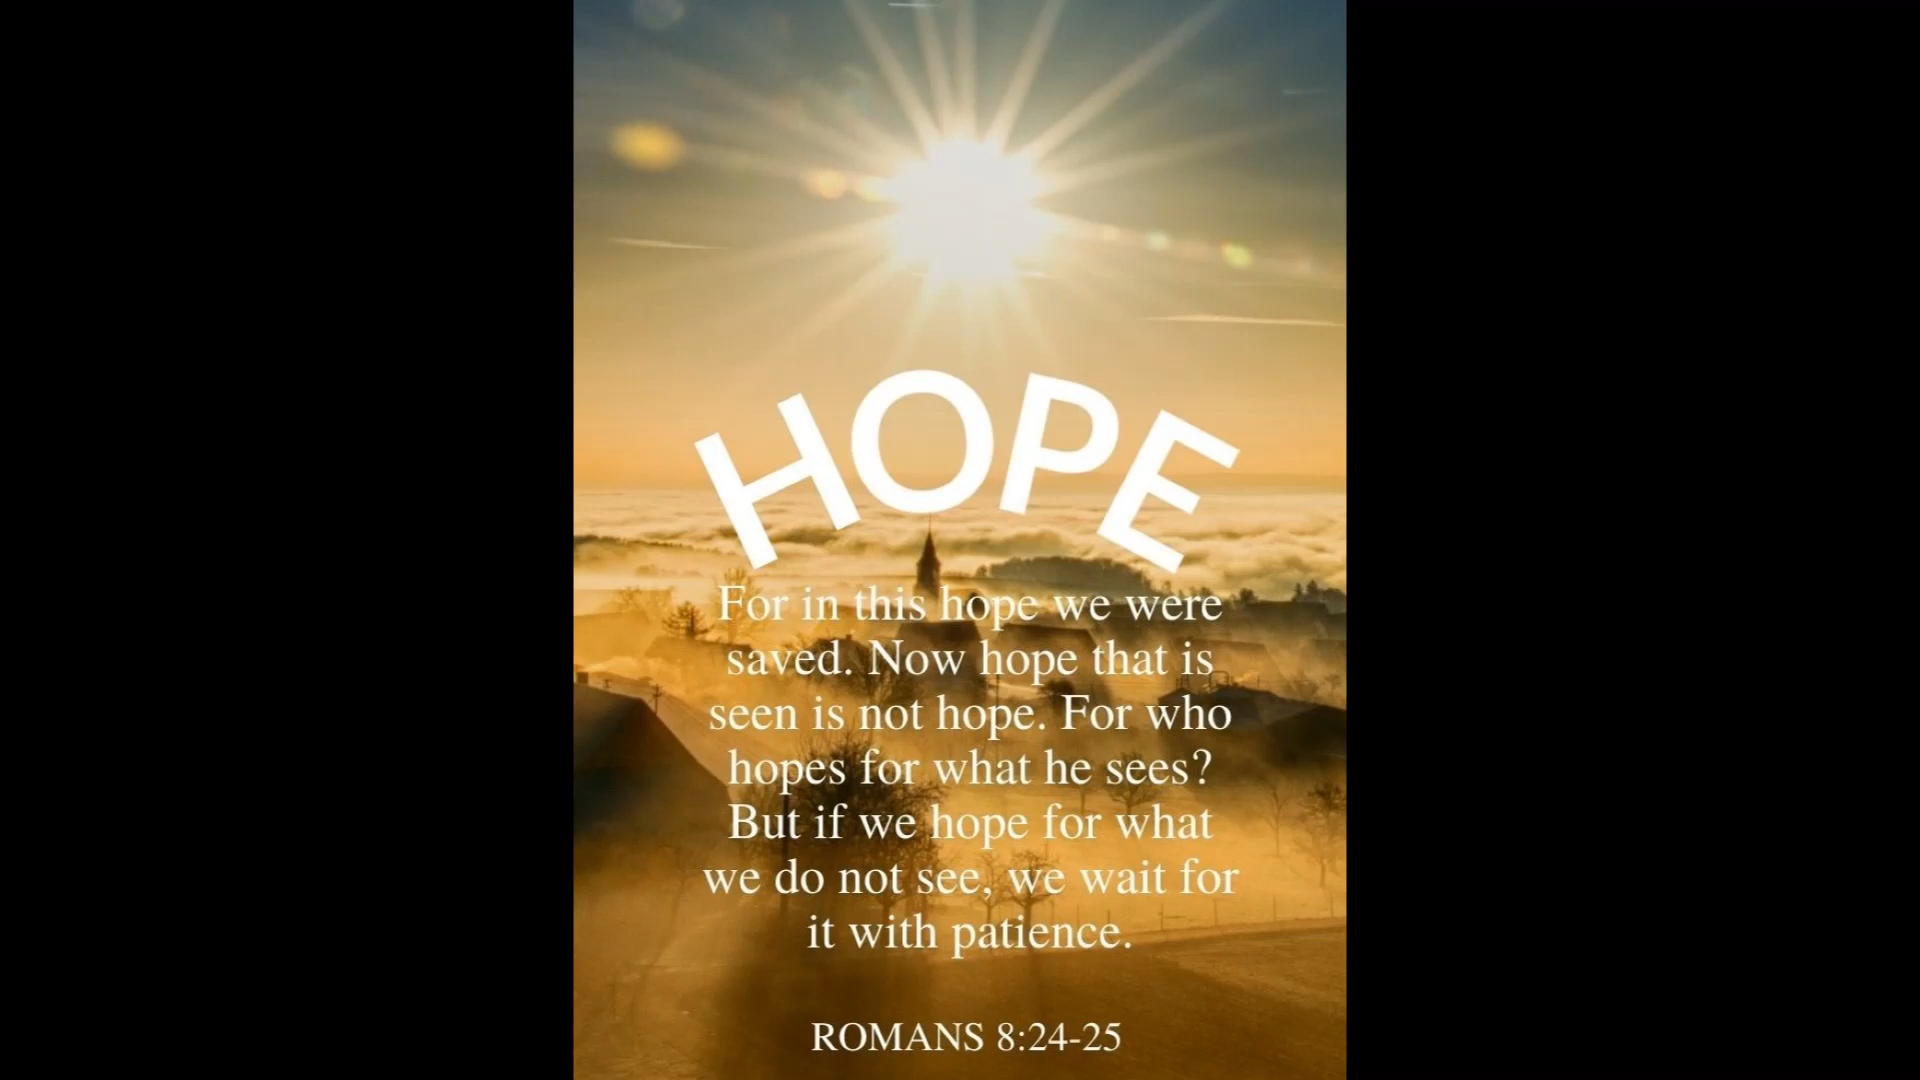 HOPE
For in this hope we were
saved. Now hope that is
seen is not hope. For who
hopes for what he sees?
But if we hope for what
we do not see, we wait for
it with patience.
ROMANS 8:24-25